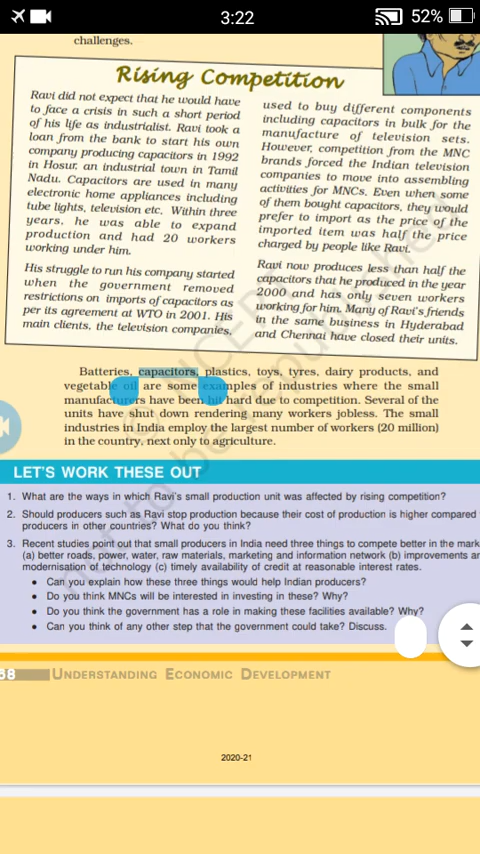 3:22
52%
challenges.
Rising Competition
Ravi did not expect that he would have
to face a crisis in such a short period
of his life as industrialist. Ravi took a
loan from the bank to start his own
company producing capacitors in 1992
in Hosur, an industrial town in Tamil
Nadu. Capacitors are used in many
electronic home appliances including
tube lights, television etc. Within three
years, he was able to expand
production and had 20 workers
working under him.
His struggle to run his company started
when the government removed
restrictions on imports of capacitors as
per its agreement at WTO in 2001. His
main clients, the television companies,
used to buy different components
including capacitors in bulk for the
manufacture of television sets.
However, competition from the MNC
brands forced the Indian television
companies to move into assembling
activities for MNCs. Even when some
of them bought capacitors, they would
prefer to import as the price of the
imported item was half the price
charged by people like Ravi.
Ravi now produces less than half the
capacitors that he produced in the year
2000 and has only seven workers
working for him. Many of Ravi's friends
in the same business in Hyderabad
and Chennai have closed their units.
Batteries, capacitors, plastics, toys, tyres, dairy products, and
vegetable oil are some examples of industries where the small
manufacturers have been hit hard due to competition. Several of the
units have shut down rendering many workers jobless. The small
industries in India employ the largest number of workers (20 million)
in the country, next only to agriculture.
LET'S WORK THESE OUT
1. What are the ways in which Ravi's small production unit was affected by rising competition?
2. Should producers such as Ravi stop production because their cost of production is higher compared
producers in other countries? What do you think?
3. Recent studies point out that small producers in India need three things to compete better in the mark
(a) better roads, power, water, raw materials, marketing and information network (b) improvements an
modernisation of technology (c) timely availability of credit at reasonable interest rates.
• Can you explain how these three things would help Indian producers?
• Do you think MNCs will be interested in investing in these? Why?
• Do you think the government has a role in making these facilities available? Why?
• Can you think of any other step that the government could take? Discuss.
58 UNDERSTANDING ECONOMIC DEVELOPMENT
2020-21